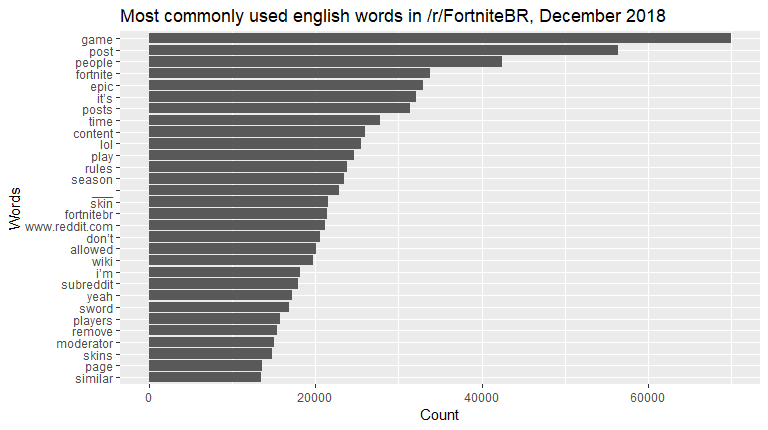 Most commonly used english words in /r/FortniteBR, December 2018
game
post
people
fortnite
epic
it’s
posts
time
content
lol
play
rules
season
___
skin
fortnitebr
www.reddit.com
don’t
allowed
wiki
i’m
subreddit
yeah
sword
players
remove
moderator
skins
page
similar
Words
0 20000 40000 60000
Count